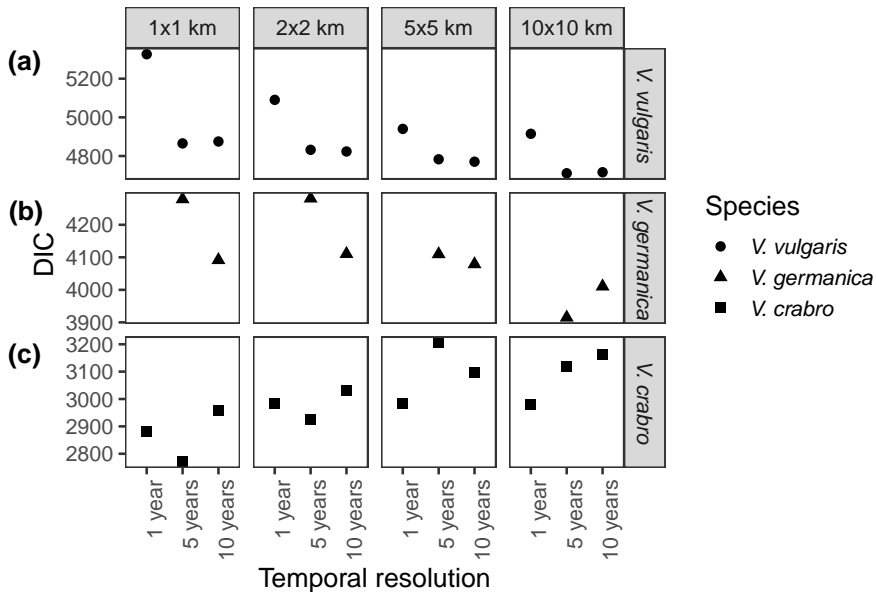 1x1 km 2x2 km 5x5 km 10x10 km
(a)
5200
5000
4800
V. vulgaris
(b)
4200
4100
4000
3900
V. germanica
DIC
(c)
3200
3100
3000
2900
2800
V. crabro
1 year 5 years 10 years 1 year 5 years 10 years 1 year 5 years 10 years 1 year 5 years 10 years
Temporal resolution
Species
V. vulgaris
V. germanica
V. crabro